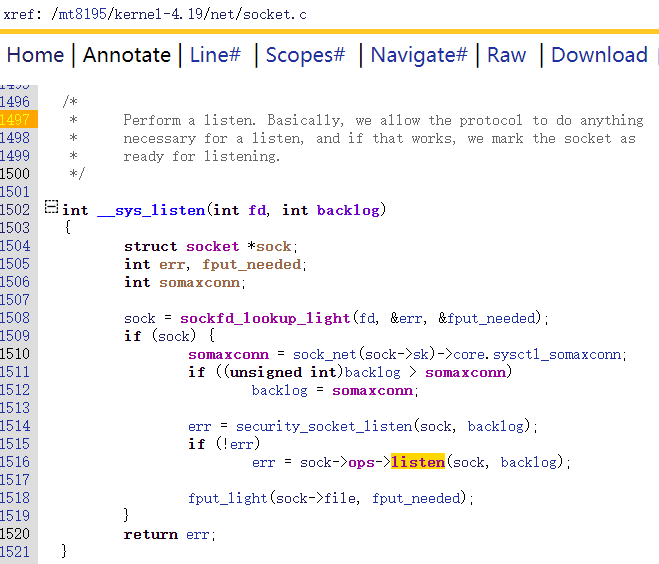 xref: /mt8195/kernel-4.19/net/socket.c
Home | Annotate | Line# | Scopes# | Navigate# | Raw | Download
1495
1496 /*
1497 * Perform a listen. Basically, we allow the protocol to do anything
1498 * necessary for a listen, and if that works, we mark the socket as
1499 * ready for listening.
1500 */
1501
1502 int __sys_listen(int fd, int backlog)
1503 {
1504 struct socket *sock;
1505 int err, fput_needed;
1506 int somaxconn;
1507
1508 sock = sockfd_lookup_light(fd, &err, &fput_needed);
1509 if (sock) {
1510 somaxconn = sock_net(sock->sk)->core.sysctl_somaxconn;
1511 if ((unsigned int)backlog > somaxconn)
1512 backlog = somaxconn;
1513
1514 err = security_socket_listen(sock, backlog);
1515 if (!err)
1516 err = sock->ops->listen(sock, backlog);
1517
1518 fput_light(sock->file, fput_needed);
1519 }
1520 return err;
1521 }